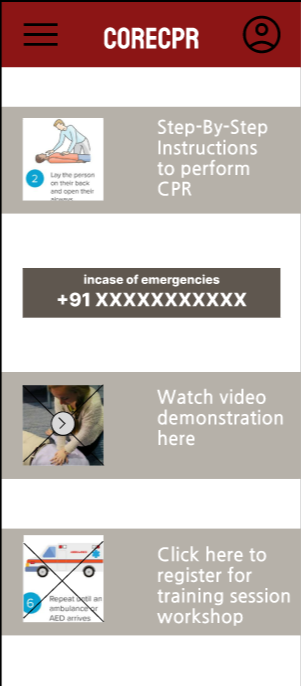 CORECPR
Step-By-Step
Instructions
to perform
CPR
2
Lay the person
on their back
and open their
airway
incase of emergencies
+91 XXXXXXXXXXX
Watch video
demonstration
here
Click here to
register for
training session
workshop
6
Repeat until an
ambulance or
AED arrives